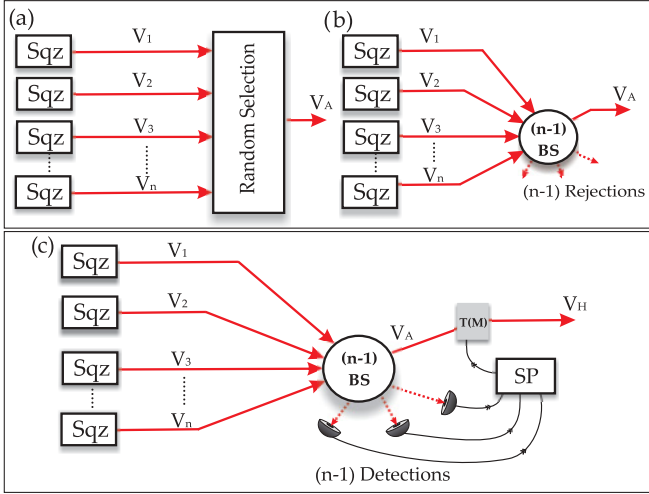 (a)
Sqz V₁
Sqz V₂
Sqz V₃
Sqz Vₙ
Random Selection
V_A
(b)
Sqz V₁
Sqz V₂
Sqz V₃
Sqz Vₙ
(n-1)
BS
V_A
(n-1) Rejections
(c)
Sqz V₁
Sqz V₂
Sqz V₃
Sqz Vₙ
(n-1)
BS
V_A
T(M)
V_H
SP
(n-1) Detections